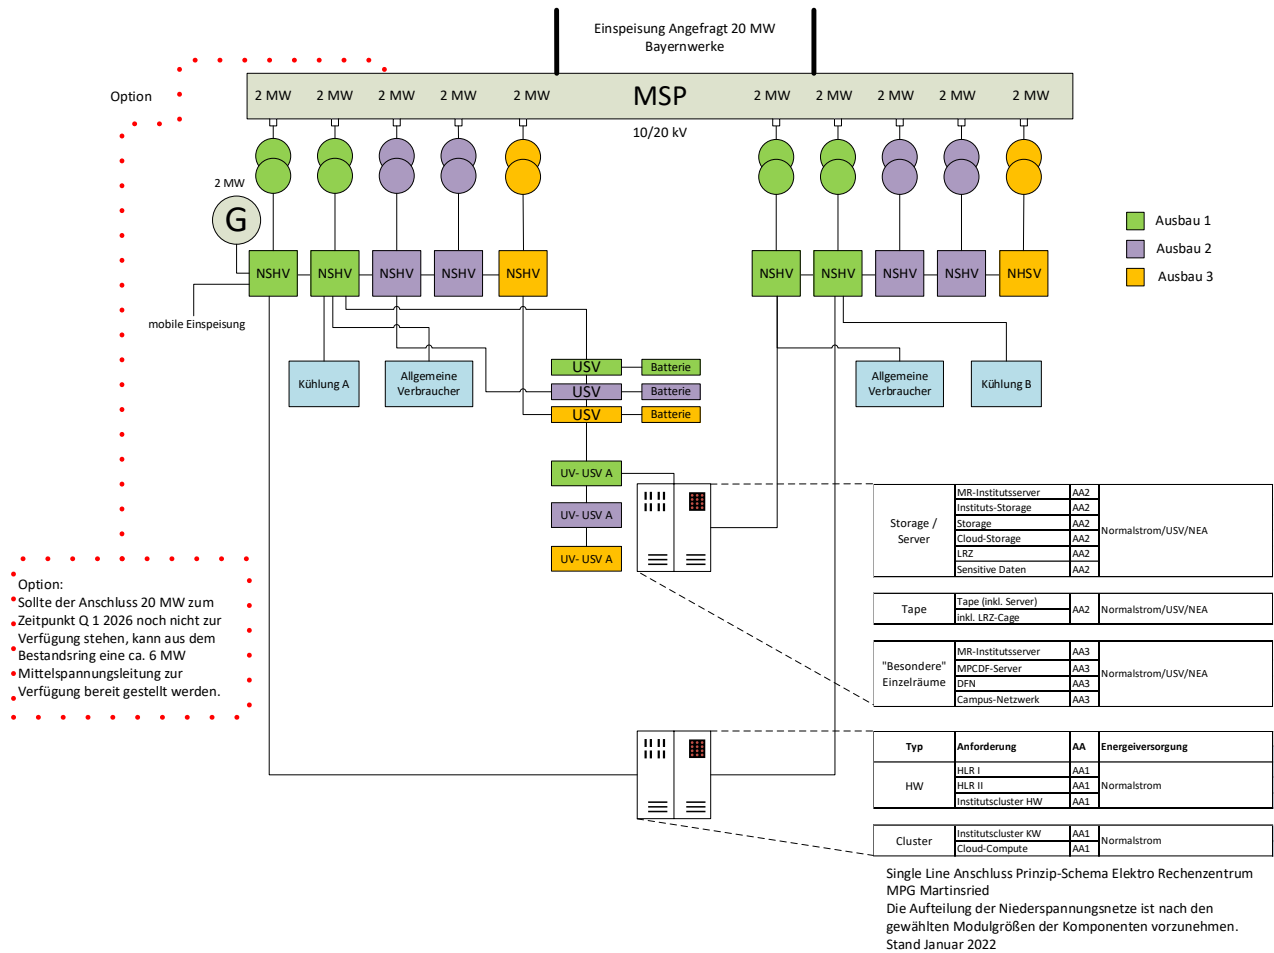 Einspeisung Angefragt 20 MW
Bayernwerke
Option
2 MW 2 MW 2 MW 2 MW 2 MW MSP 2 MW 2 MW 2 MW 2 MW 2 MW
10/20 kV
2 MW
G
Ausbau 1
Ausbau 2
Ausbau 3
NSHV NSHV NSHV NSHV NSHV NSHV NSHV NSHV NSHV NHSV
mobile Einspeisung
Kühlung A
Allgemeine
Verbraucher
USV Batterie
USV Batterie
USV Batterie
Allgemeine
Verbraucher
Kühlung B
UV- USV A
UV- USV A
UV- USV A
Storage /
Server
MR-Institutsserver AA2
Instituts-Storage AA2
Storage AA2
Cloud-Storage AA2
LRZ AA2
Sensitive Daten AA2
Normalstrom/USV/NEA
Tape
Tape (inkl. Server)
inkl. LRZ-Cage
AA2
Normalstrom/USV/NEA
"Besondere"
Einzelräume
MR-Institutsserver AA3
MPCDF-Server AA3
DFN AA3
Campus-Netzwerk AA3
Normalstrom/USV/NEA
Option:
Sollte der Anschluss 20 MW zum
Zeitpunkt Q 1 2026 noch nicht zur
Verfügung stehen, kann aus dem
Bestandsring eine ca. 6 MW
Mittelspannungsleitung zur
Verfügung bereit gestellt werden.
Typ Anforderung AA Energeiversorgung
HW
HLR I AA1
HLR II AA1
Institutscluster HW AA1
Normalstrom
Cluster
Institutscluster KW AA1
Cloud-Compute AA1
Normalstrom
Single Line Anschluss Prinzip-Schema Elektro Rechenzentrum
MPG Martinsried
Die Aufteilung der Niederspannungsnetze ist nach den
gewählten Modulgrößen der Komponenten vorzunehmen.
Stand Januar 2022